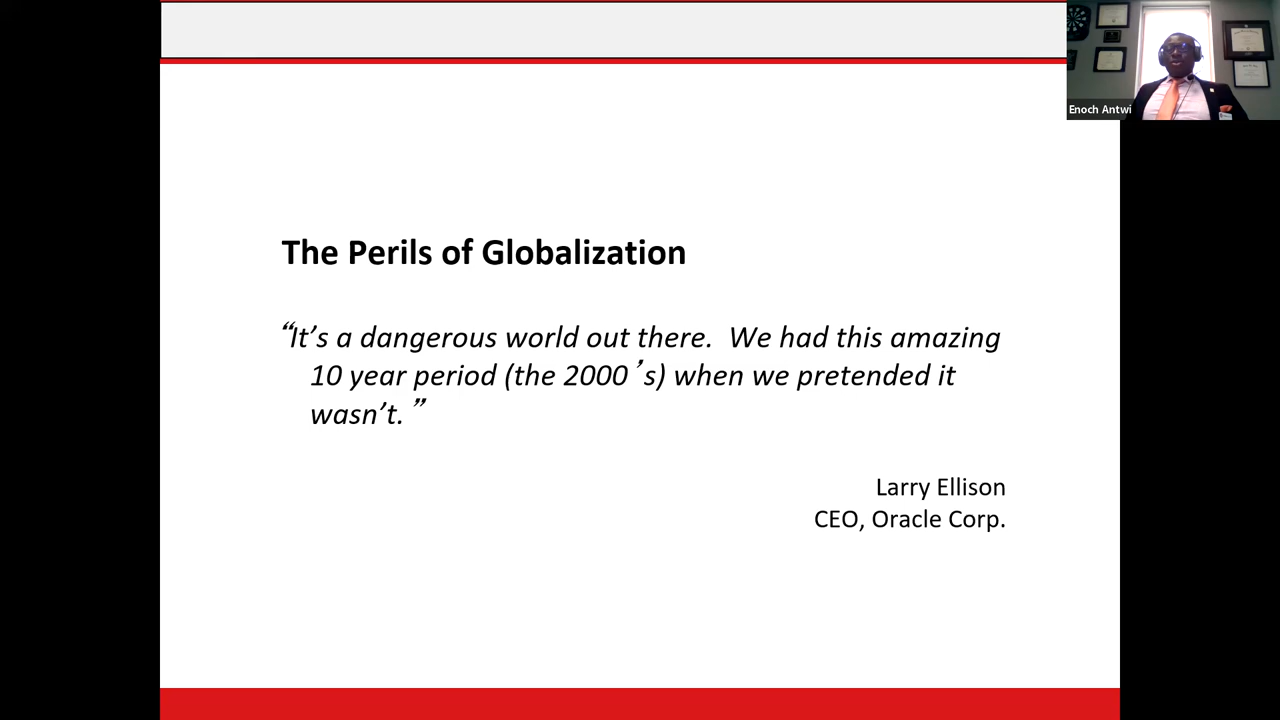 Enoch Antwi
The Perils of Globalization
“It’s a dangerous world out there.  We had this amazing
10 year period (the 2000’s) when we pretended it
wasn’t.”
Larry Ellison
CEO, Oracle Corp.